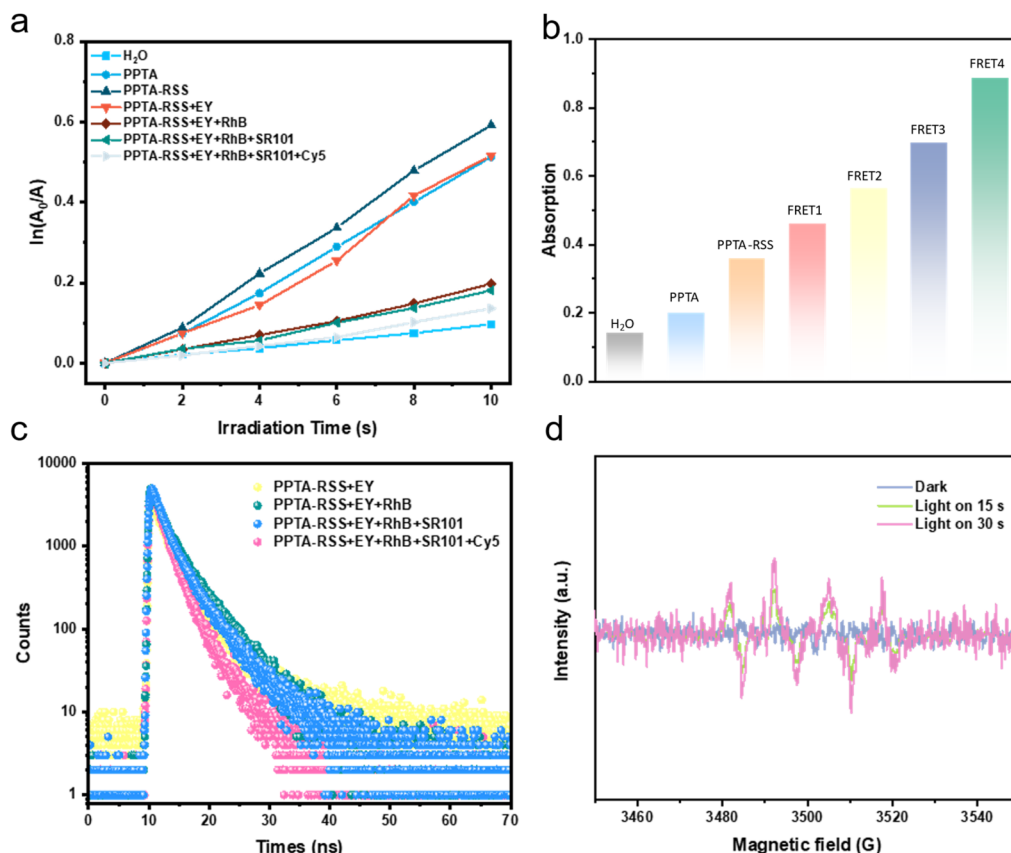 a
0.8
0.6
0.4
0.2
0.0
ln(A₀/A)
H₂O
PPTA
PPTA-RSS
PPTA-RSS+EY
PPTA-RSS+EY+RhB
PPTA-RSS+EY+RhB+SR101
PPTA-RSS+EY+RhB+SR101+Cy5
0 2 4 6 8 10
Irradiation Time (s)
b
1.0
0.8
0.6
0.4
0.2
0.0
Absorption
H₂O
PPTA
PPTA-RSS
FRET1
FRET2
FRET3
FRET4
c
10000
1000
100
10
1
Counts
PPTA-RSS+EY
PPTA-RSS+EY+RhB
PPTA-RSS+EY+RhB+SR101
PPTA-RSS+EY+RhB+SR101+Cy5
0 10 20 30 40 50 60 70
Times (ns)
d
Intensity (a.u.)
Dark
Light on 15 s
Light on 30 s
3460 3480 3500 3520 3540
Magnetic field (G)